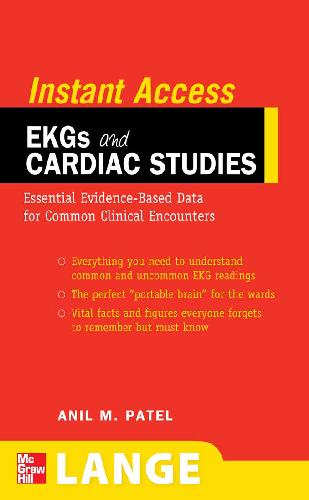 Instant Access
EKGs and
CARDIAC STUDIES
Essential Evidence-Based Data
for Common Clinical Encounters
Everything you need to understand
common and uncommon EKG readings
The perfect "portable brain" for the wards
Vital facts and figures everyone forgets
to remember but must know
ANIL M. PATEL
Mc
Graw
Hill
LANGE